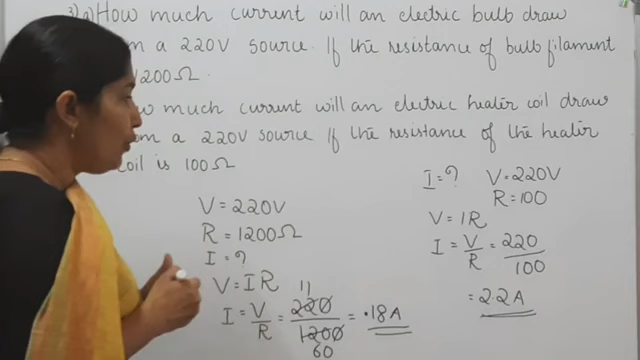 3)a) How much current will an electric bulb draw
a 220V source. If the resistance of bulb filament
1200Ω.
much current will an electric heater coil draw
a 220V source If the resistance of the heater
coil is 100Ω
V = 220V
R = 1200Ω
I = ?
V = I R
I = V/R = 220/1200 = .18A
11
60
I = ? V = 220V
R = 100
V = IR
I = V/R = 220/100
= 2.2A